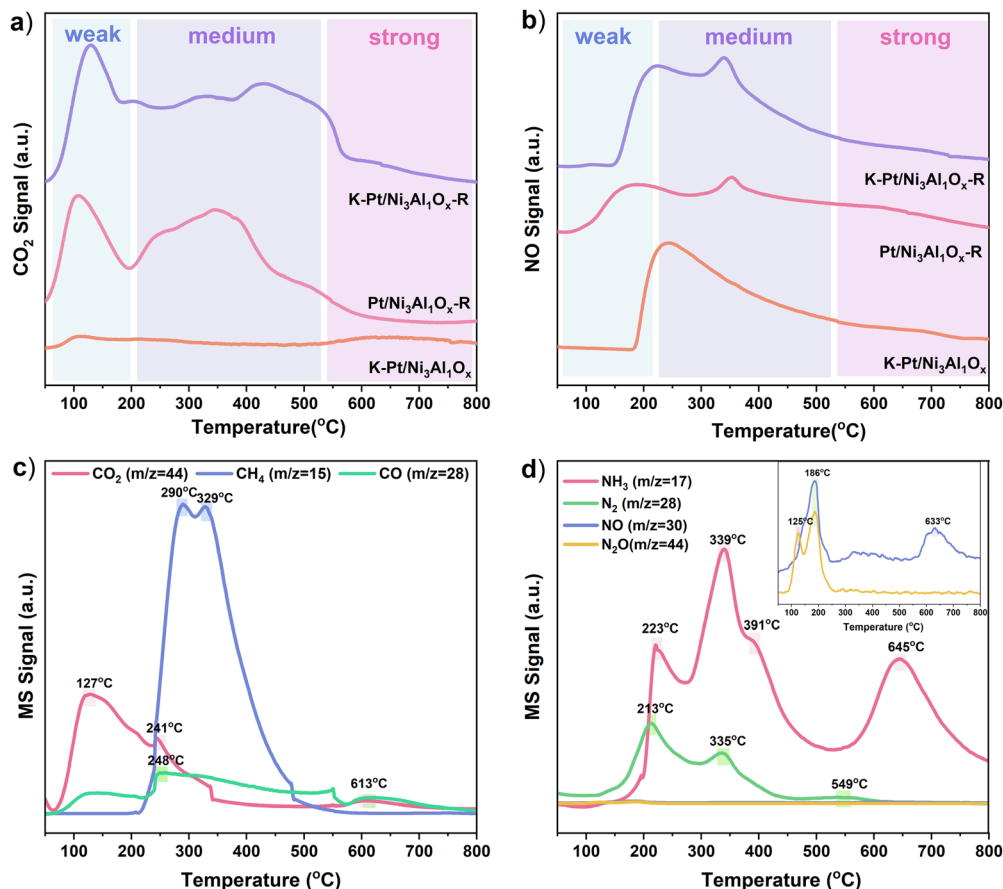 a)
weak medium strong
CO₂ Signal (a.u.)
K-Pt/Ni₃Al₁Oₓ-R
Pt/Ni₃Al₁Oₓ-R
K-Pt/Ni₃Al₁Oₓ
100 200 300 400 500 600 700 800
Temperature(°C)
b)
weak medium strong
NO Signal (a.u.)
K-Pt/Ni₃Al₁Oₓ-R
Pt/Ni₃Al₁Oₓ-R
K-Pt/Ni₃Al₁Oₓ
100 200 300 400 500 600 700 800
Temperature(°C)
c)
CO₂ (m/z=44) CH₄ (m/z=15) CO (m/z=28)
290°C 329°C
127°C
241°C
248°C
613°C
MS Signal (a.u.)
100 200 300 400 500 600 700 800
Temperature (°C)
d)
NH₃ (m/z=17)
N₂ (m/z=28)
NO (m/z=30)
N₂O(m/z=44)
186°C
125°C
633°C
100 200 300 400 500 600 700 800
Temperature (°C)
339°C
391°C
223°C
645°C
213°C
335°C
549°C
MS Signal (a.u.)
100 200 300 400 500 600 700 800
Temperature (°C)